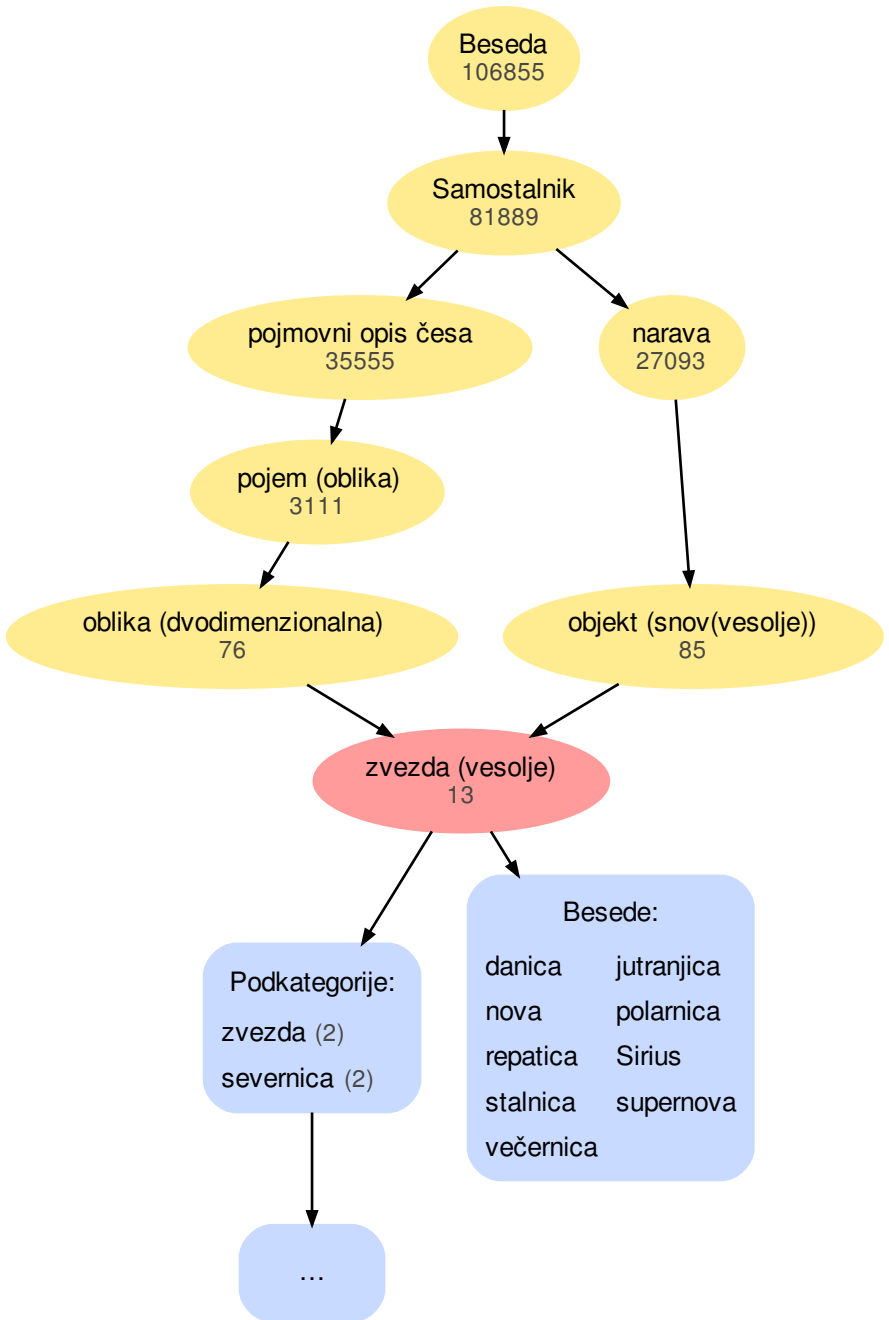 Beseda
106855
Samostalnik
81889
pojmovni opis česa
35555
narava
27093
pojem (oblika)
3111
oblika (dvodimenzionalna)
76
objekt (snov(vesolje))
85
zvezda (vesolje)
13
Podkategorije:
zvezda (2)
severnica (2)
Besede:
danica jutranjica
nova polarnica
repatica Sirius
stalnica supernova
večernica
...